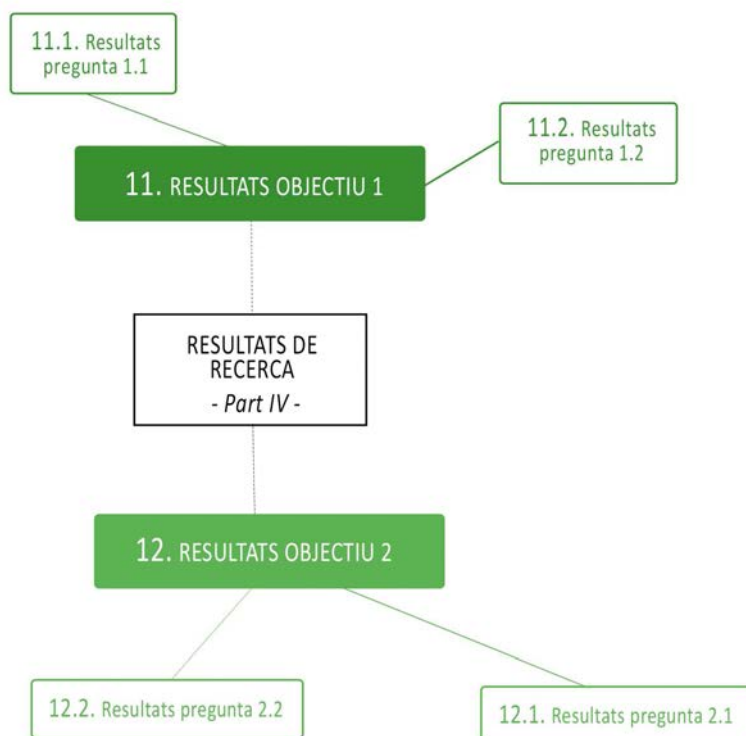 11.1. Resultats
pregunta 1.1
11.2. Resultats
pregunta 1.2
11. RESULTATS OBJECTIU 1
RESULTATS DE
RECERCA
- Part IV -
12. RESULTATS OBJECTIU 2
12.2. Resultats pregunta 2.2
12.1. Resultats pregunta 2.1